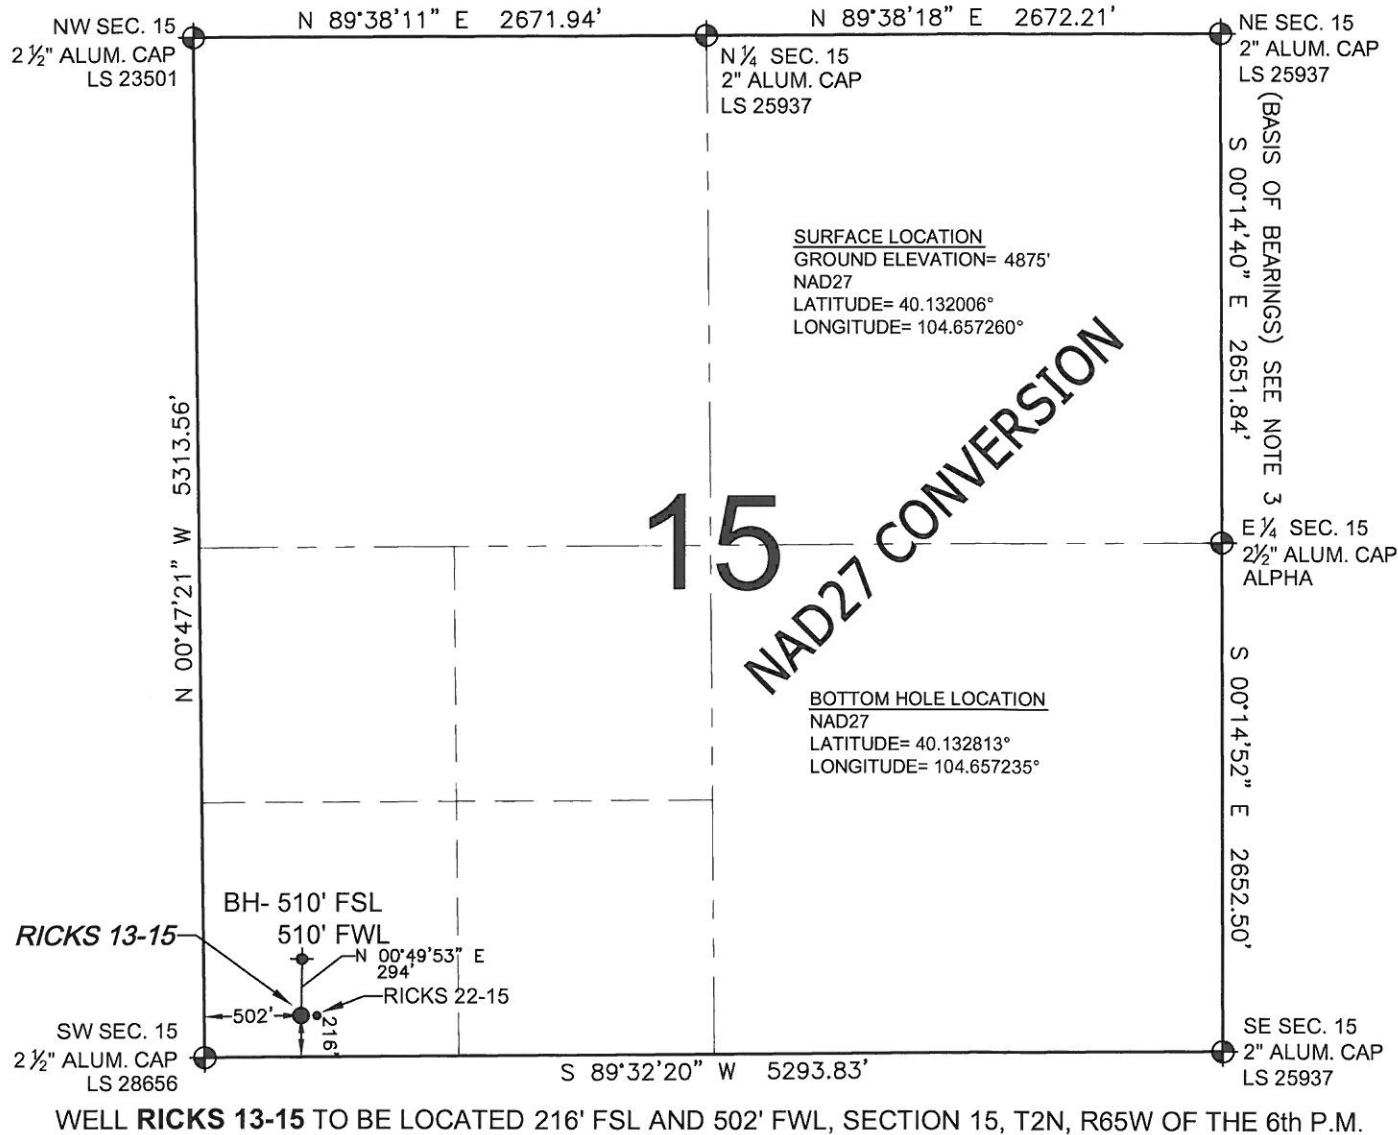 N 89°38'11" E 2671.94'
N 89°38'18" E 2672.21'
NW SEC. 15
2 ½" ALUM. CAP
LS 23501
N ¼ SEC. 15
2" ALUM. CAP
LS 25937
NE SEC. 15
2" ALUM. CAP
LS 25937
(BASIS OF BEARINGS) SEE NOTE 3
S 00°14'40" E 2651.84'
SURFACE LOCATION
GROUND ELEVATION= 4875'
NAD27
LATITUDE= 40.132006°
LONGITUDE= 104.657260°
NAD27 CONVERSION
N 00°47'21" W 5313.56'
15
E ¼ SEC. 15
2½" ALUM. CAP
ALPHA
S 00°14'52" E 2652.50'
BOTTOM HOLE LOCATION
NAD27
LATITUDE= 40.132813°
LONGITUDE= 104.657235°
BH- 510' FSL
510' FWL
RICKS 13-15
N 00°49'53" E
294'
RICKS 22-15
502'
216'
SW SEC. 15
2 ½" ALUM. CAP
LS 28656
S 89°32'20" W 5293.83'
SE SEC. 15
2" ALUM. CAP
LS 25937
WELL RICKS 13-15 TO BE LOCATED 216' FSL AND 502' FWL, SECTION 15, T2N, R65W OF THE 6th P.M.